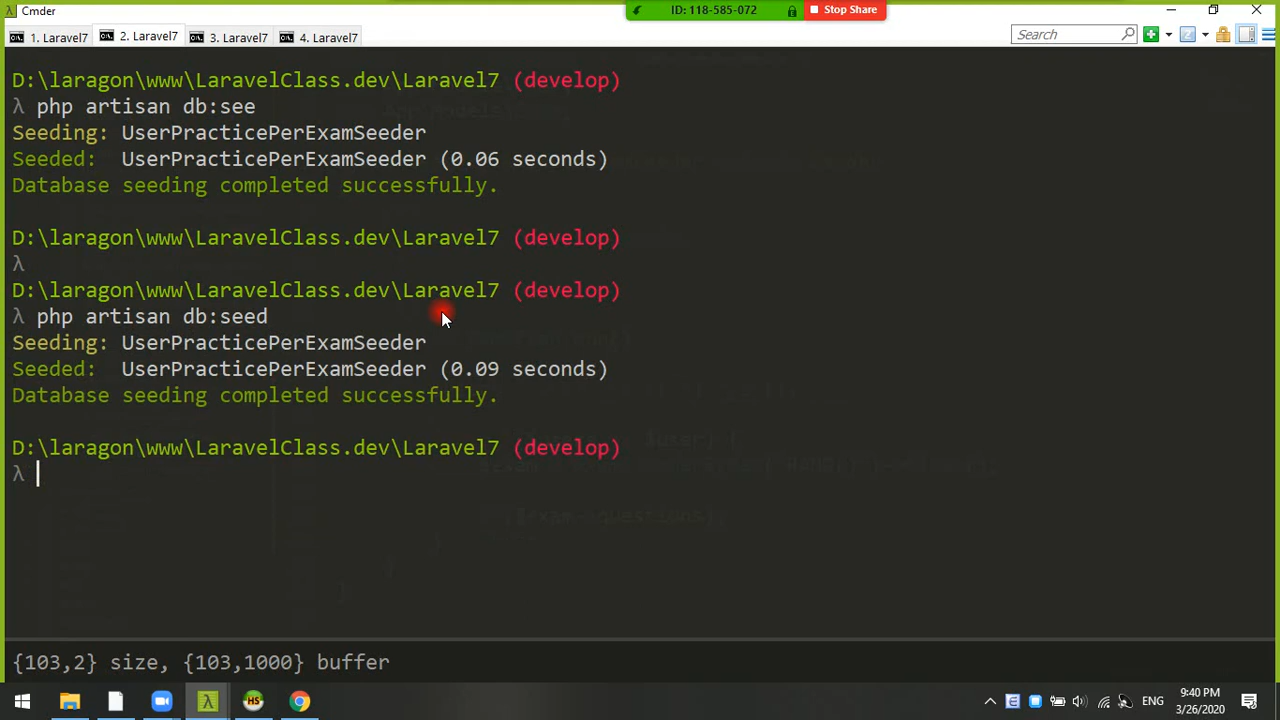 Cmder
ID: 118-585-072
Stop Share
1. Laravel7
2. Laravel7
3. Laravel7
4. Laravel7
Search
D:\laragon\www\LaravelClass.dev\Laravel7 (develop)
λ php artisan db:see
Seeding: UserPracticePerExamSeeder
Seeded:  UserPracticePerExamSeeder (0.06 seconds)
Database seeding completed successfully.
D:\laragon\www\LaravelClass.dev\Laravel7 (develop)
λ
D:\laragon\www\LaravelClass.dev\Laravel7 (develop)
λ php artisan db:seed
Seeding: UserPracticePerExamSeeder
Seeded:  UserPracticePerExamSeeder (0.09 seconds)
Database seeding completed successfully.
D:\laragon\www\LaravelClass.dev\Laravel7 (develop)
λ
{103,2} size, {103,1000} buffer
λ
HS
ENG
9:40 PM
3/26/2020